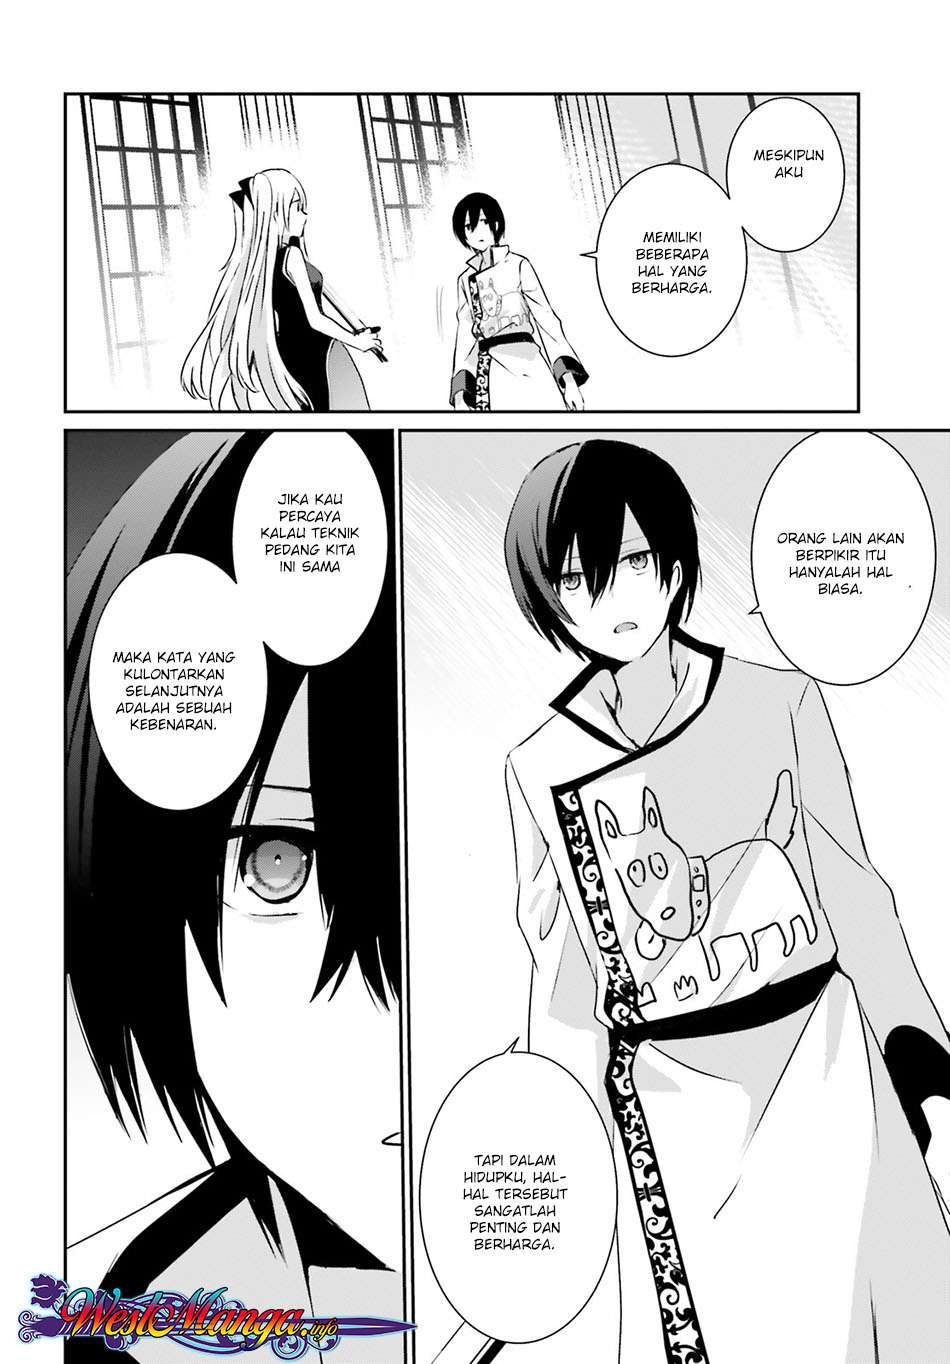 MESKIPUN
AKU
MEMILIKI
BEBERAPA
HAL YANG
BERHARGA.
ORANG LAIN AKAN
BERPIKIR ITU
HANYALAH HAL
BIASA.
TAPI DALAM
HIDUPKU, HAL-
HAL TERSEBUT
SANGATLAH
PENTING DAN
BERHARGA.
JIKA KAU
PERCAYA
KALAU TEKNIK
PEDANG KITA
INI SAMA
MAKA KATA YANG
KULONTARKAN
SELANJUTNYA
ADALAH SEBUAH
KEBENARAN.
WestManga.info